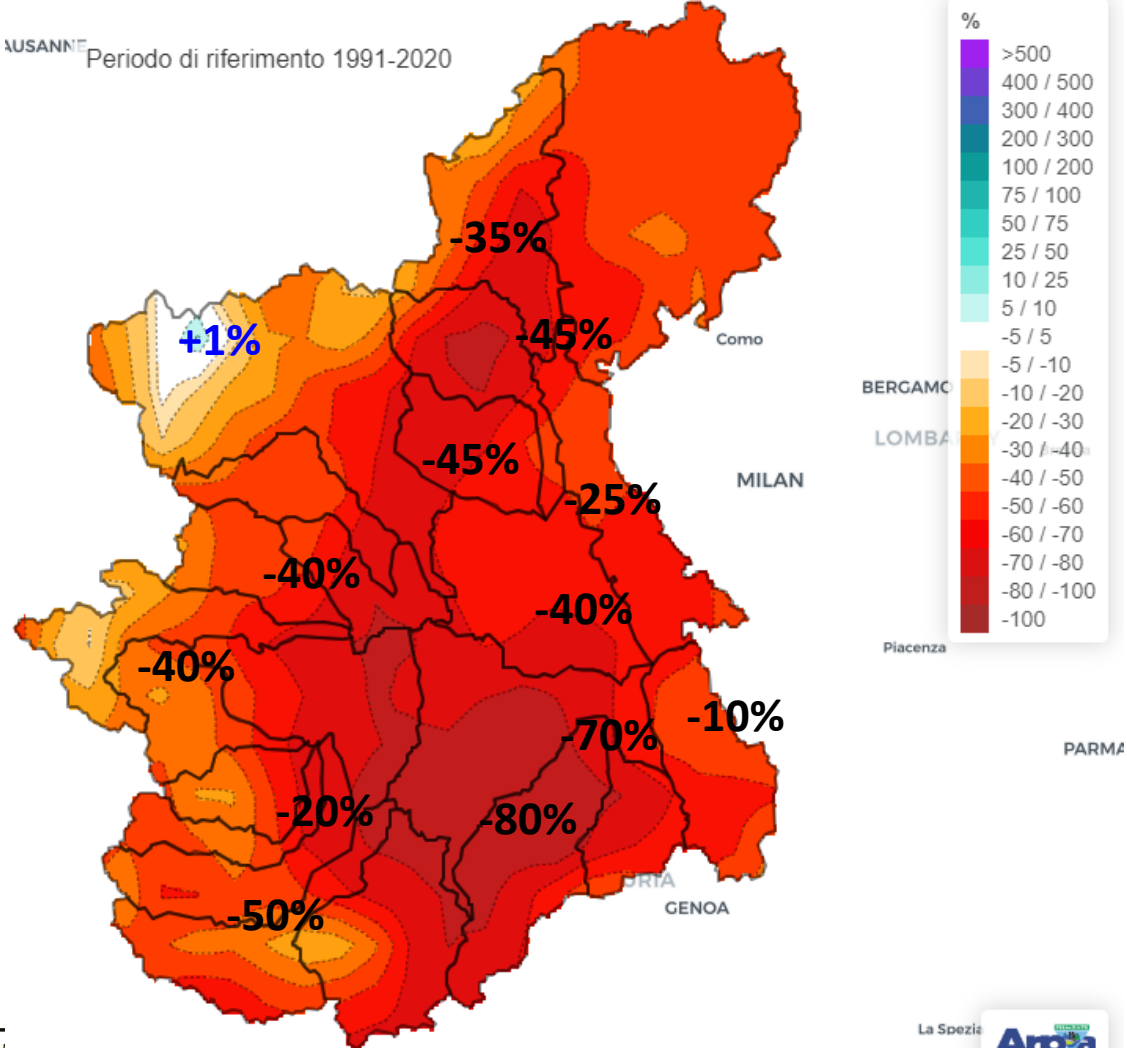 AUSANNE
Periodo di riferimento 1991-2020
%
>500
400 / 500
300 / 400
200 / 300
100 / 200
75 / 100
50 / 75
25 / 50
10 / 25
5 / 10
-5 / 5
-5 / -10
-10 / -20
-20 / -30
-30 / -40
-40 / -50
-50 / -60
-60 / -70
-70 / -80
-80 / -100
-100
-35%
+1%
-45%
Como
BERGAMO
LOMBA
-45%
MILAN
-25%
-40%
-40%
Piacenza
-40%
-10%
-70%
PARMA
-20%
-80%
URIA
GENOA
-50%
La Spezia
Arpa